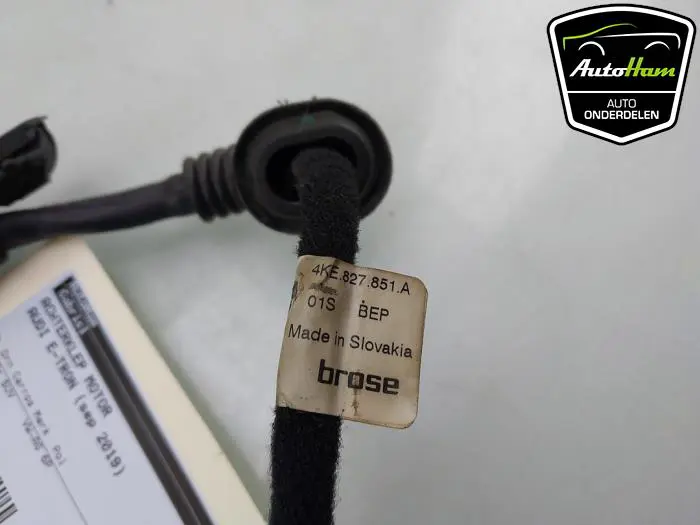 AutoHam
AUTO
ONDERDELEN
4KE.827.851.A
01S BEP
Made in Slovakia
brose
ACHTERKLEP MOTOR
AUDI E-TRON (sep 2019)